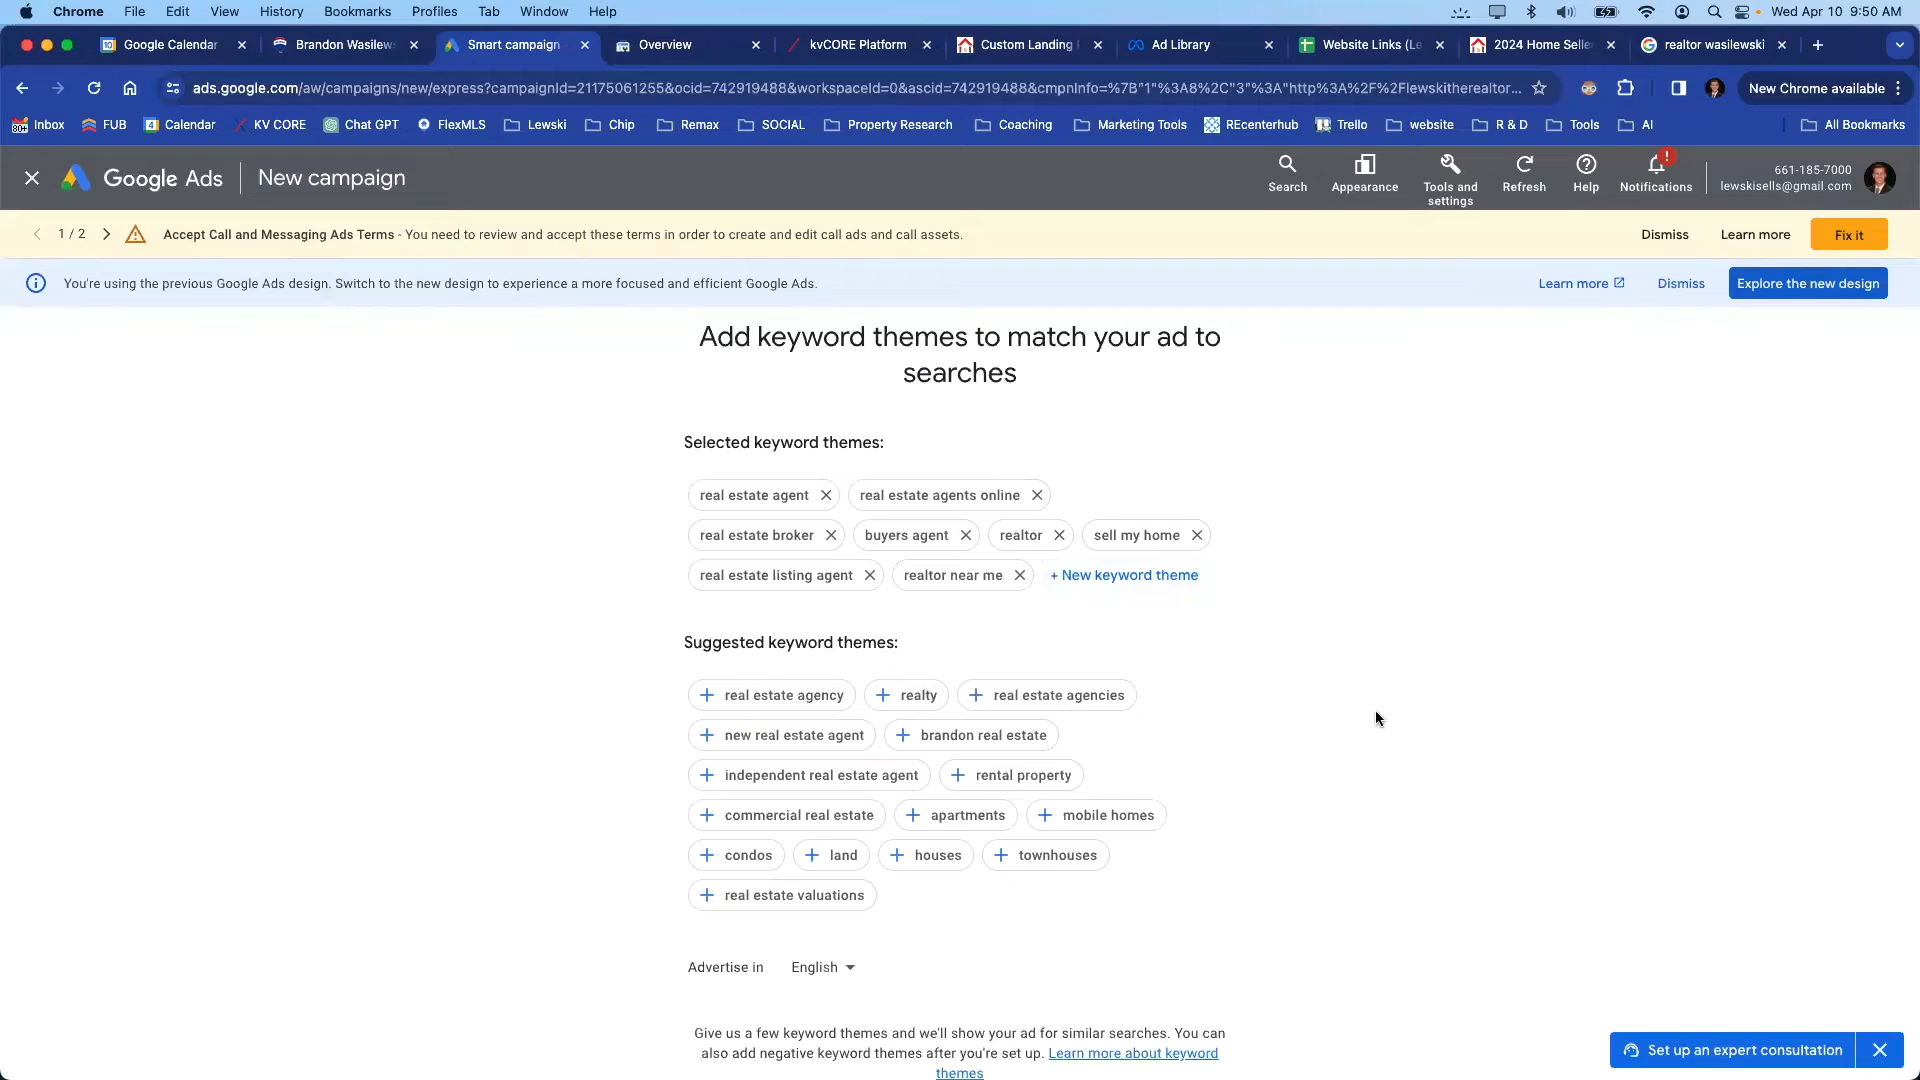 Chrome File Edit View History Bookmarks Profiles Tab Window Help Wed Apr 10 9:50 AM
Google Calendar Brandon Wasilews Smart campaign Overview kvCORE Platform Custom Landing Ad Library Website Links (Le 2024 Home Selle realtor wasilewski
ads.google.com/aw/campaigns/new/express?campaignId=21175061255&ocid=742919488&workspaceId=0&ascid=742919488&cmpnInfo=%7B"1"%3A8%2C"3"%3A"http%3A%2F%2Flewskitherealtor... New Chrome available
Inbox FUB Calendar KV CORE Chat GPT FlexMLS Lewski Chip Remax SOCIAL Property Research Coaching Marketing Tools REcenterhub Trello website R & D Tools AI All Bookmarks
Google Ads New campaign
Search Appearance Tools and settings Refresh Help Notifications
661-185-7000
lewskisells@gmail.com
1 / 2 Accept Call and Messaging Ads Terms - You need to review and accept these terms in order to create and edit call ads and call assets. Dismiss Learn more Fix it
You're using the previous Google Ads design. Switch to the new design to experience a more focused and efficient Google Ads. Learn more Dismiss Explore the new design
Add keyword themes to match your ad to
searches
Selected keyword themes:
real estate agent real estate agents online
real estate broker buyers agent realtor sell my home
real estate listing agent realtor near me + New keyword theme
Suggested keyword themes:
real estate agency realty real estate agencies
new real estate agent brandon real estate
independent real estate agent rental property
commercial real estate apartments mobile homes
condos land houses townhouses
real estate valuations
Advertise in English
Give us a few keyword themes and we'll show your ad for similar searches. You can
also add negative keyword themes after you're set up. Learn more about keyword
themes
Set up an expert consultation